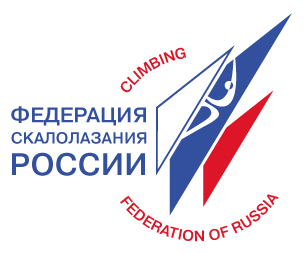 CLIMBING
ФЕДЕРАЦИЯ
СКАЛОЛАЗАНИЯ
РОССИИ
FEDERATION OF RUSSIA